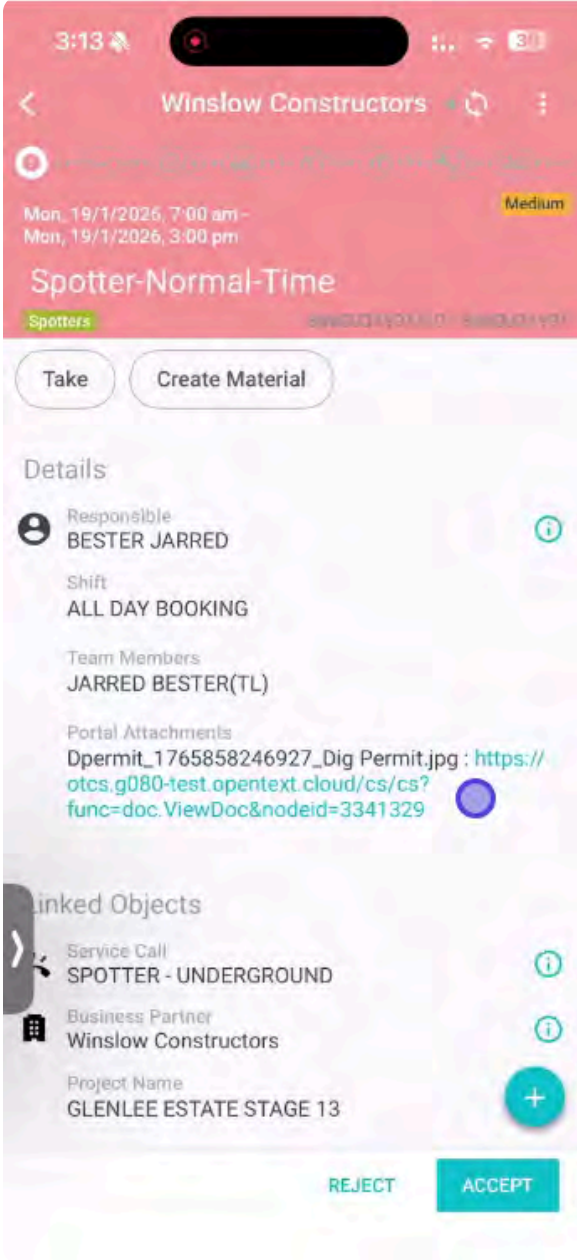 3:13
Winslow Constructors
Mon, 19/1/2026, 7:00 am -
Mon, 19/1/2026, 3:00 pm
Medium
Spotter-Normal-Time
Spotters
Take
Create Material
Details
Responsible
BESTER JARRED
Shift
ALL DAY BOOKING
Team Members
JARRED BESTER(TL)
Portal Attachments
Dpermit_1765858246927_Dig Permit.jpg : https://
otcs.g080-test.opentext.cloud/cs/cs?
func=doc.ViewDoc&nodeid=3341329
inked Objects
Service Call
SPOTTER - UNDERGROUND
Business Partner
Winslow Constructors
Project Name
GLENLEE ESTATE STAGE 13
REJECT
ACCEPT